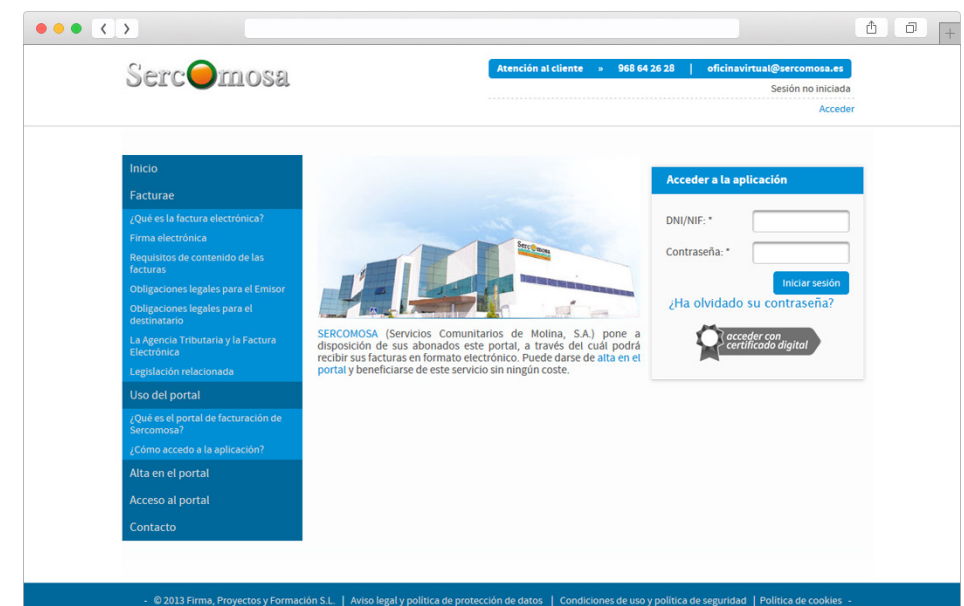 Sercomosa
Atención al cliente » 968 64 26 28 | oficinavirtual@sercomosa.es
Sesión no iniciada
Acceder
Inicio
Facturae
¿Qué es la factura electrónica?
Firma electrónica
Requisitos de contenido de las
facturas
Obligaciones legales para el Emisor
Obligaciones legales para el
destinatario
La Agencia Tributaria y la Factura
Electrónica
Legislación relacionada
Uso del portal
¿Qué es el portal de facturación de
Sercomosa?
¿Cómo accedo a la aplicación?
Alta en el portal
Acceso al portal
Contacto
Sercomosa
SERCOMOSA (Servicios Comunitarios de Molina, S.A.) pone a
disposición de sus abonados este portal, a través del cuál podrá
recibir sus facturas en formato electrónico. Puede darse de alta en el
portal y beneficiarse de este servicio sin ningún coste.
Acceder a la aplicación
DNI/NIF: *
Contraseña: *
Iniciar sesión
¿Ha olvidado su contraseña?
acceder con
certificado digital
- © 2013 Firma, Proyectos y Formación S.L. | Aviso legal y política de protección de datos | Condiciones de uso y política de seguridad | Política de cookies -